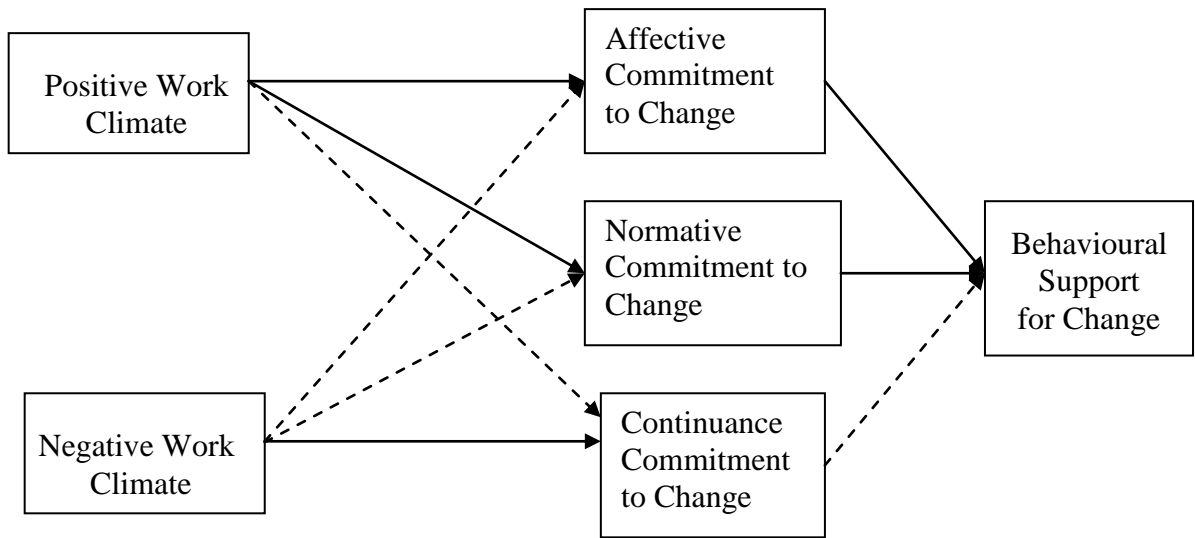 Positive Work
Climate
Affective
Commitment
to Change
Normative
Commitment to
Change
Behavioural
Support
for Change
Negative Work
Climate
Continuance
Commitment
to Change